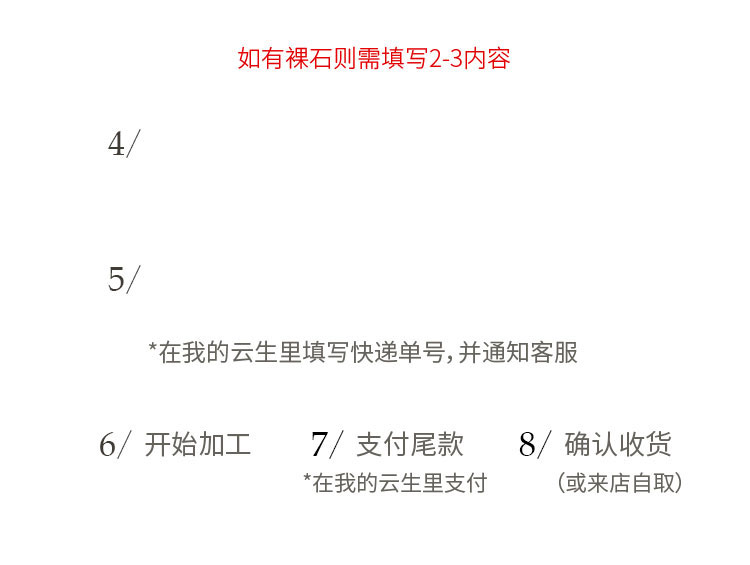 如有裸石则需填写2-3内容
4/
5/
*在我的云生里填写快递单号，并通知客服
6/ 开始加工 7/ 支付尾款 8/ 确认收货
*在我的云生里支付 （或来店自取）